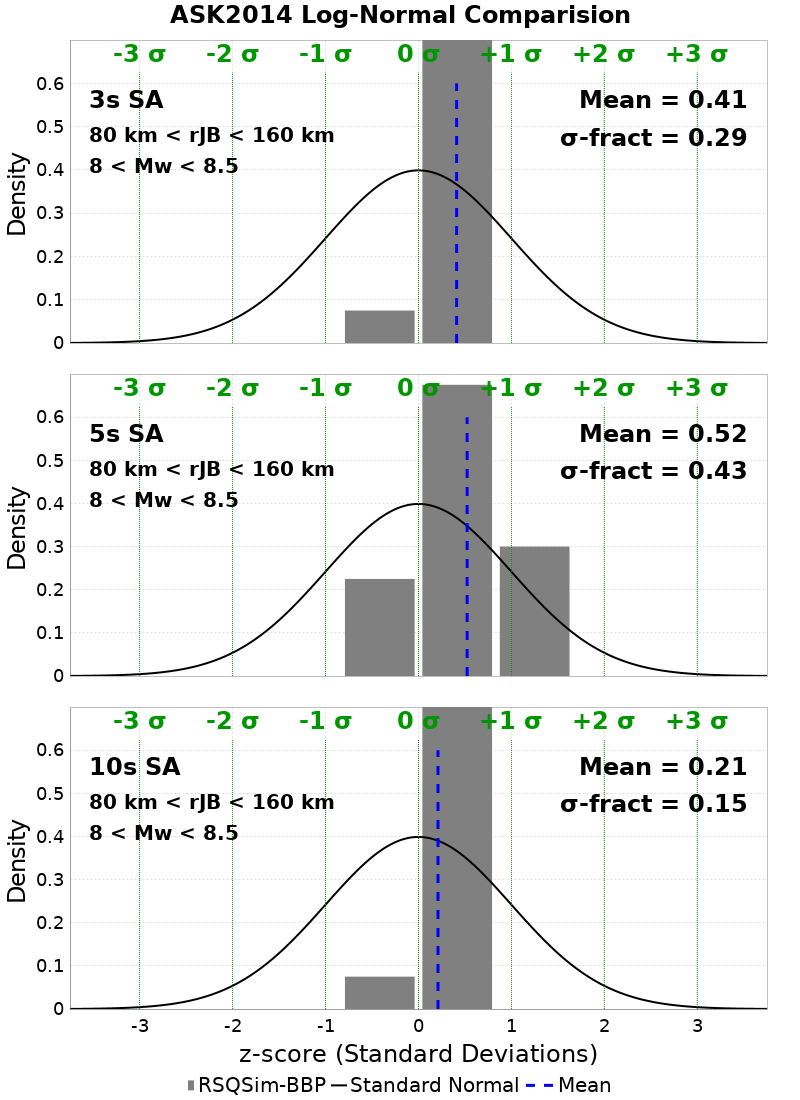 ASK2014 Log-Normal Comparision
-3 σ -2 σ -1 σ 0 σ +1 σ +2 σ +3 σ
3s SA
80 km < rJB < 160 km
8 < Mw < 8.5
Mean = 0.41
σ-fract = 0.29
0.6
0.5
0.4
0.3
0.2
0.1
0
Density
-3 σ -2 σ -1 σ 0 σ +1 σ +2 σ +3 σ
5s SA
80 km < rJB < 160 km
8 < Mw < 8.5
Mean = 0.52
σ-fract = 0.43
0.6
0.5
0.4
0.3
0.2
0.1
0
Density
-3 σ -2 σ -1 σ 0 σ +1 σ +2 σ +3 σ
10s SA
80 km < rJB < 160 km
8 < Mw < 8.5
Mean = 0.21
σ-fract = 0.15
0.6
0.5
0.4
0.3
0.2
0.1
0
Density
-3 -2 -1 0 1 2 3
z-score (Standard Deviations)
RSQSim-BBP Standard Normal Mean